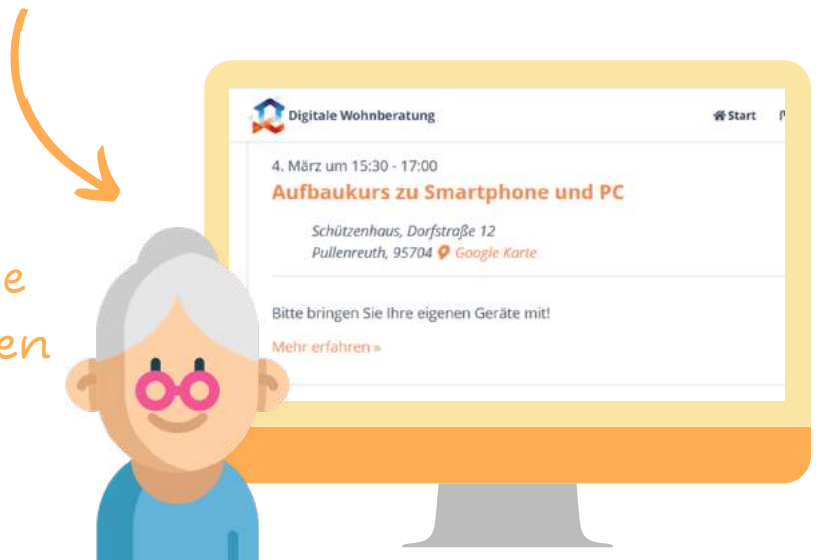 Digitale Wohnberatung
Start
4. März um 15:30 - 17:00
Aufbaukurs zu Smartphone und PC
Schützenhaus, Dorfstraße 12
Pullenreuth, 95704 Google Karte
Bitte bringen Sie Ihre eigenen Geräte mit!
Mehr erfahren »
e
en